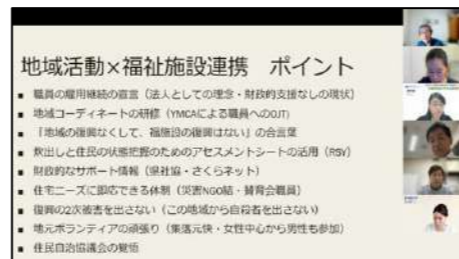 地域活動×福祉施設連携　ポイント
■ 職員の雇用継続の宣言（法人としての理念・財政的支援なしの現状）
■ 地域コーディネートの研修（YMCAによる職員へのOJT）
■ 「地域の復興なくして、福祉施設の復興はない」の合言葉
■ 炊出しと住民の状態把握のためのアセスメントシートの活用（RSY）
■ 財政的なサポート情報（県社協・さくらネット）
■ 住宅ニーズに即応できる体制（災害NGO結・賛育会職員）
■ 復興の2次被害を出さない（この地域から自殺者を出さない）
■ 地元ボランティアの頑張り（集落元快・女性中心から男性も参加）
■ 住民自治協議会の覚悟